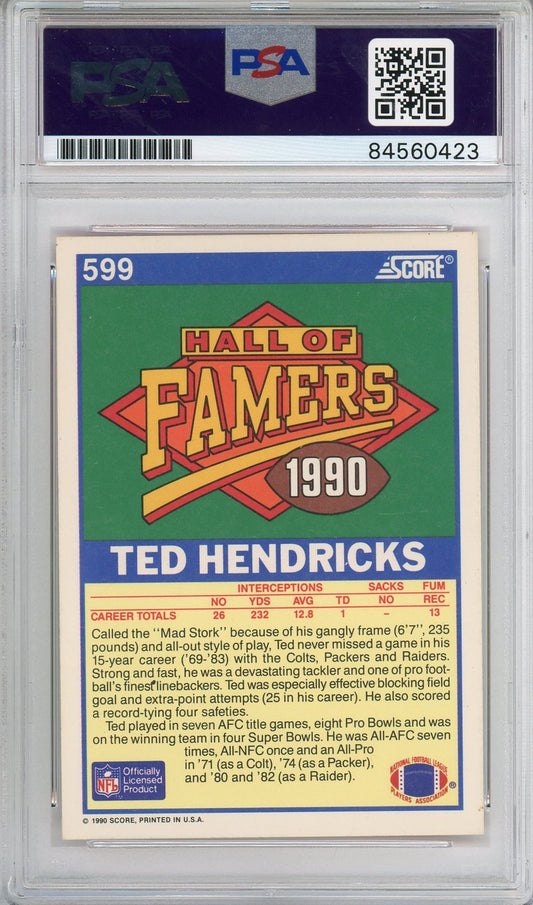 PSA
PSA
84560423
599
SCORE®
HALL OF
FAMERS
1990
TED HENDRICKS
INTERCEPTIONS SACKS FUM
NO YDS AVG TD NO REC
CAREER TOTALS 26 232 12.8 1 – 13
Called the "Mad Stork" because of his gangly frame (6'7", 235
pounds) and all-out style of play, Ted never missed a game in his
15-year career ('69-'83) with the Colts, Packers and Raiders.
Strong and fast, he was a devastating tackler and one of pro foot-
ball's finest linebackers. Ted was especially effective blocking field
goal and extra-point attempts (25 in his career). He also scored
a record-tying four safeties.
Ted played in seven AFC title games, eight Pro Bowls and was
on the winning team in four Super Bowls. He was All-AFC seven
times, All-NFC once and an All-Pro
in '71 (as a Colt), '74 (as a Packer),
and '80 and '82 (as a Raider).
NFL
Officially
Licensed
Product
TM
NATIONAL FOOTBALL LEAGUE
PLAYERS ASSOCIATION
®
© 1990 SCORE, PRINTED IN U.S.A.